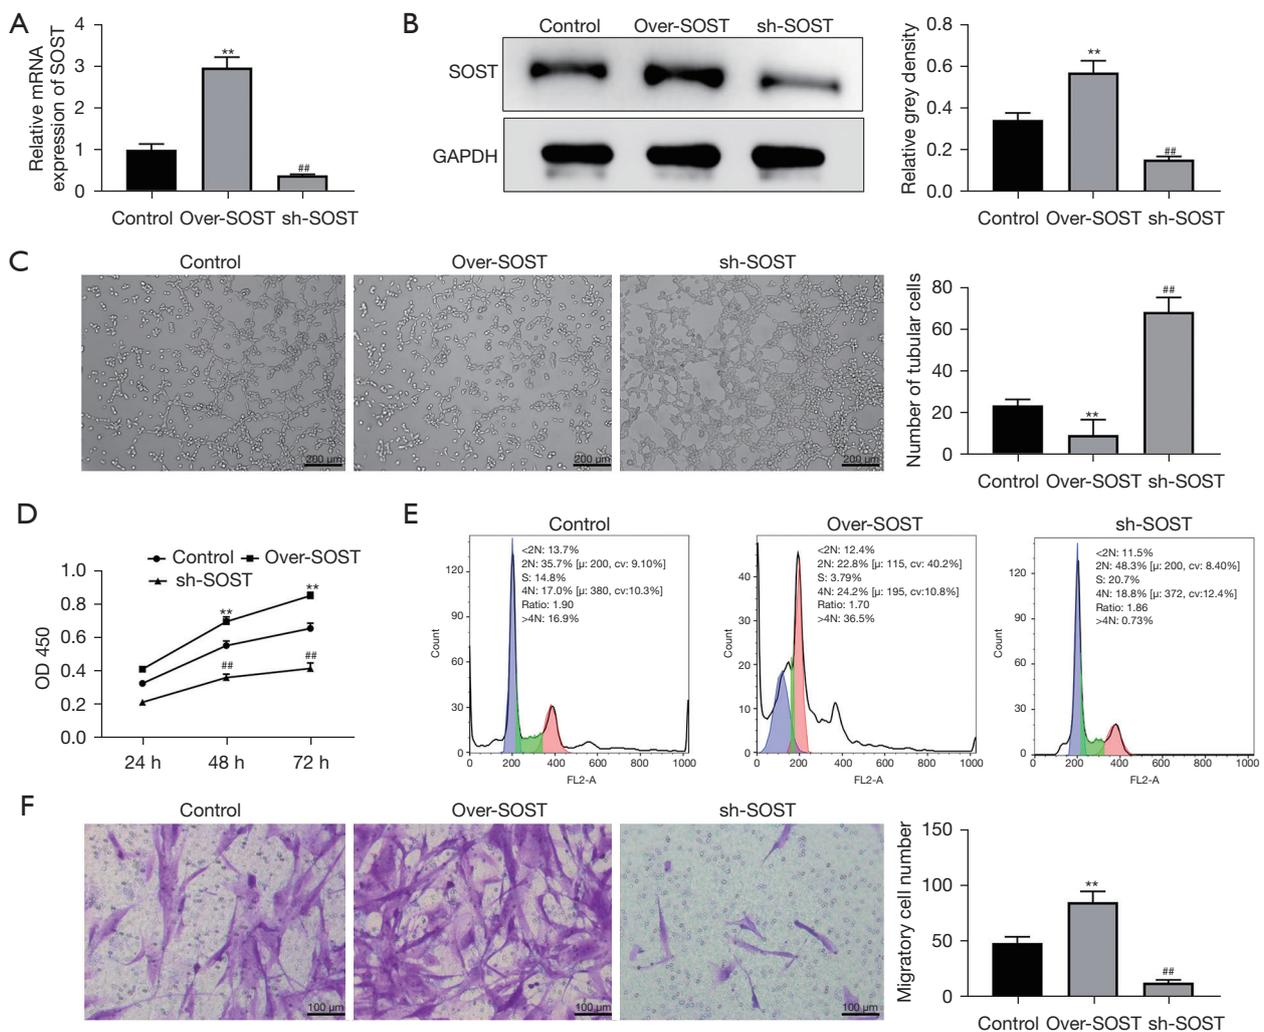 A
Relative mRNA
expression of SOST
4
3
2
1
0
**
##
Control Over-SOST sh-SOST
B
Control Over-SOST sh-SOST
SOST
GAPDH
Relative grey density
0.8
0.6
0.4
0.2
0.0
**
##
Control Over-SOST sh-SOST
C
Control
Over-SOST
sh-SOST
200 μm
200 μm
200 μm
Number of tubular cells
80
60
40
20
0
**
##
Control Over-SOST sh-SOST
D
Control Over-SOST
sh-SOST
OD 450
1.0
0.8
0.6
0.4
0.2
0.0
**
**
##
##
24 h 48 h 72 h
E
Control
<2N: 13.7%
2N: 35.7% [μ: 200, cv: 9.10%]
S: 14.8%
4N: 17.0% [μ: 380, cv:10.3%]
Ratio: 1.90
>4N: 16.9%
Count
120
90
60
30
0
0 200 400 600 800 1000
FL2-A
Over-SOST
<2N: 12.4%
2N: 22.8% [μ: 115, cv: 40.2%]
S: 3.79%
4N: 24.2% [μ: 195, cv:10.8%]
Ratio: 1.70
>4N: 36.5%
Count
40
30
20
10
0
0 200 400 600 800 1000
FL2-A
sh-SOST
<2N: 11.5%
2N: 48.3% [μ: 200, cv: 8.40%]
S: 20.7%
4N: 18.8% [μ: 372, cv:12.4%]
Ratio: 1.86
>4N: 0.73%
Count
120
90
60
30
0
0 200 400 600 800 1000
FL2-A
F
Control
Over-SOST
sh-SOST
100 μm
100 μm
100 μm
Migratory cell number
150
100
50
0
**
##
Control Over-SOST sh-SOST